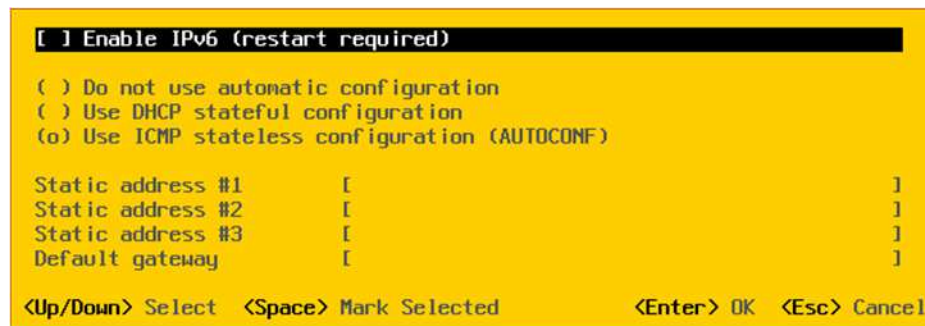 [ ] Enable IPv6 (restart required)
( ) Do not use automatic configuration
( ) Use DHCP stateful configuration
(o) Use ICMP stateless configuration (AUTOCONF)
Static address #1 [ ]
Static address #2 [ ]
Static address #3 [ ]
Default gateway [ ]
<Up/Down> Select <Space> Mark Selected <Enter> OK <Esc> Cancel